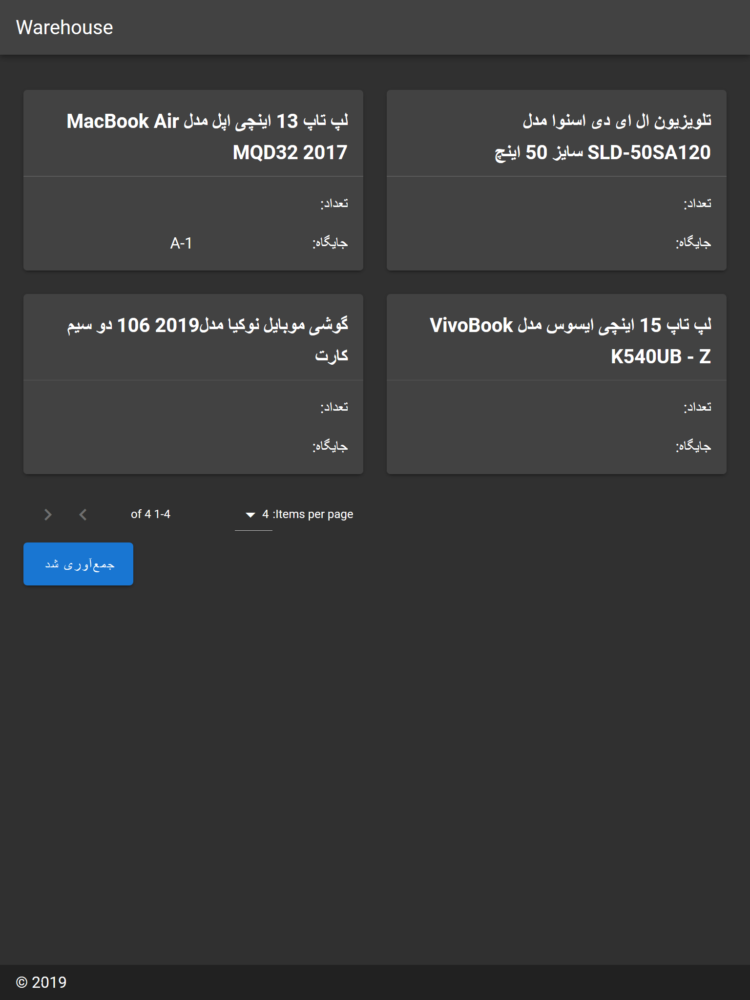 Warehouse
تلویزیون ال ای دی اسنوا مدل
SLD-50SA120 سایز 50 اینچ
تعداد:
جایگاه:
لپ تاپ 13 اینچی اپل مدل MacBook Air
MQD32 2017
تعداد:
جایگاه: A-1
لپ تاپ 15 اینچی ایسوس مدل VivoBook
K540UB - Z
تعداد:
جایگاه:
گوشی موبایل نوکیا مدل2019 106 دو سیم
کارت
تعداد:
جایگاه:
Items per page: 4
1-4 of 4
جمع‌آوری شد
© 2019